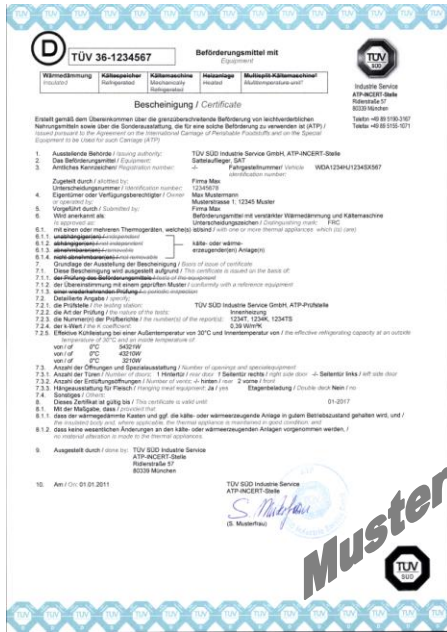 D
TÜV 36-1234567
Beförderungsmittel mit
Equipment
TÜV
SÜD
Wärmedämmung
Insulated
Kältespeicher
Refrigerated
Kältemaschine
Mechanically
Refrigerated
Heizanlage
Heated
Multisplit-Kältemaschine
Multitemperature unit
Industrie Service
ATP-INCERT-Stelle
Ridlerstraße 57
80339 München
Bescheinigung / Certificate
Erstellt gemäß dem Übereinkommen über die grenzüberschreitende Beförderung von leichtverderblichen
Nahrungsmitteln sowie über die Sonderausstattung, die für eine solche Beförderung zu verwenden ist (ATP) /
Issued pursuant to the Agreement on the International Carriage of Perishable Foodstuffs and on the Special
Equipment to be Used for such Carriage (ATP)
1. Ausstellende Behörde / Issuing authority: TÜV SÜD Industrie Service GmbH, ATP-INCERT-Stelle
2. Das Beförderungsmittel / Equipment: Sattelauflieger, SAT
3. Amtliches Kennzeichen / Registration number: -/- Fahrgestellnummer / Vehicle WDA1234HJ1234SX567
identification number:
Zugeteilt durch / allotted by: Firma Max
Unterscheidungsnummer / Identification number: 12345678
4. Eigentümer oder Verfügungsberechtigter / Owner Max Mustermann
or operated by: Musterstrasse 1, 12345 Muster
5. Vorgeführt durch / Submitted by: Firma Max
6. Wird anerkannt als: Beförderungsmittel mit verstärkter Wärmedämmung und Kältemaschine
is approved as: Unterscheidungszeichen / Distinguishing mark: FRC
6.1. mit einen oder mehreren Thermogeräten, welche(s) ist/sind / with one or more thermal appliances which (is) (are)
6.1.1. unabhängige(en) / independent
6.1.2. abhängige(en) / not independent kälte- oder wärme-
6.1.3. abnehmbare(en) / removable erzeugende(en) Anlage(n)
6.1.4. nicht abnehmbare(en) / not removable
Grundlage der Ausstellung der Bescheinigung / Basis of issue of certificate
7.1. Diese Bescheinigung wird ausgestellt aufgrund / This certificate is issued on the basis of:
7.1.1. der Prüfung des Beförderungsmittels / tests of the equipment
7.1.2. der Übereinstimmung mit einem geprüften Muster / conformity with a reference equipment
7.1.3. einer wiederkehrenden Prüfung / a periodic inspection
7.2. Detaillierte Angabe / specify:
7.2.1. die Prüfstelle / the testing station: TÜV SÜD Industrie Service GmbH, ATP-Prüfstelle
7.2.2. die Art der Prüfung / the nature of the tests: Innenheizung
7.2.3. die Nummer(n) der Prüfberichte / the number(s) of the report(s): 1234T, 1234K, 1234TS
7.2.4. der k-Wert / the K coefficient: 0,39 W/m²K
7.2.5. Effektive Kühlleistung bei einer Außentemperatur von 30°C und Innentemperatur von / the effective refrigerating capacity at an outside
temperature of 30°C and an inside temperature of
von / of 0°C 54321W
von / of 0°C 43210W
von / of 0°C 3210W
7.3. Anzahl der Öffnungen und Spezialausstattung / Number of openings and specialequipment
7.3.1. Anzahl der Türen / Number of doors: 1 Hintertür / rear door 1 Seitentür rechts / right side door -/- Seitentür links / left side door
7.3.2. Anzahl der Entlüftungsöffnungen / Number of vents: -/- hinten / rear 2 vorne / front
7.3.3. Hängeausstattung für Fleisch / Hanging meat equipment: Ja / yes Etagenbeladung / Double-deck Nein / no
7.4. Sonstiges / Others:
8. Dieses Zertifikat ist gültig bis / This certificate is valid until: 01-2017
8.1. Mit der Maßgabe, dass / provided that:
8.1.1. dass der wärmegedämmte Kasten und ggf. die kälte- oder wärmeerzeugende Anlage in gutem Betriebszustand gehalten wird, und /
the insulated body and, where applicable, the thermal appliance is maintained in good condition; and
8.1.2. dass keine wesentlichen Änderungen an den kälte- oder wärmeerzeugenden Anlagen vorgenommen werden, /
no material alteration is made to the thermal appliances.
9. Ausgestellt durch / done by: TÜV SÜD Industrie Service
ATP-INCERT-Stelle
Ridlerstraße 57
80339 München
10. Am / On: 01.01.2011 TÜV SÜD Industrie Service
ATP-INCERT-Stelle
(S. Musterfrau)
Muster
TÜV
SÜD